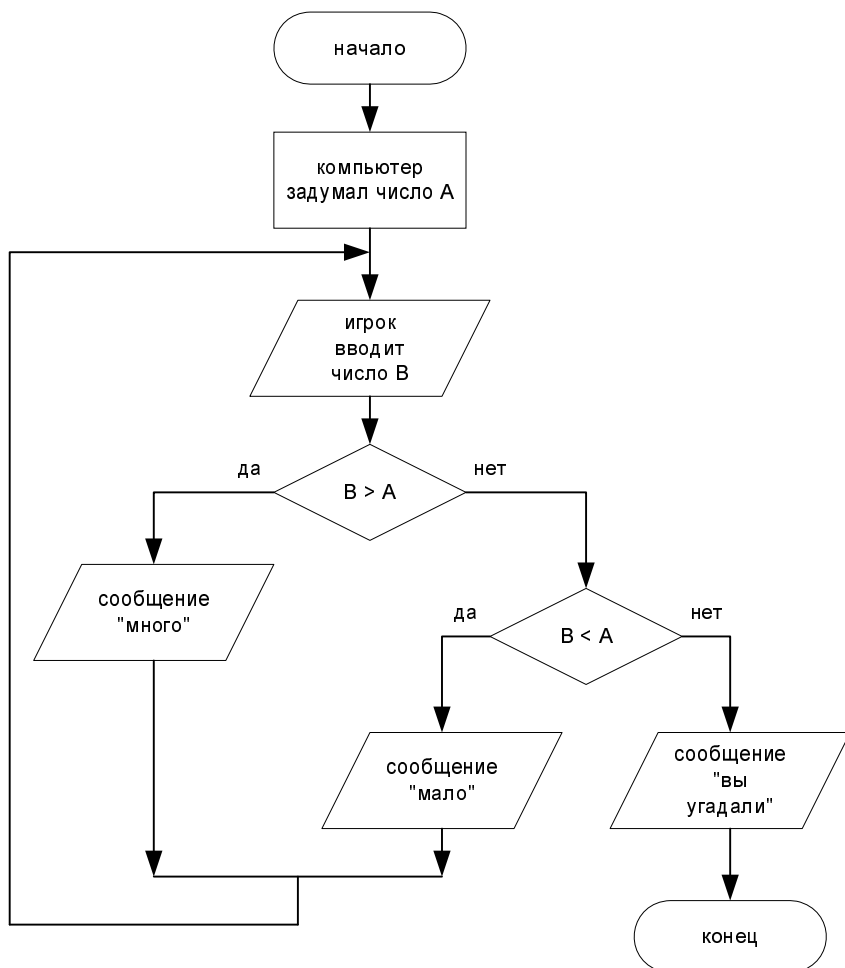 начало
компьютер
задумал число А
игрок
вводит
число В
да
нет
В > А
сообщение
"много"
да
нет
В < А
сообщение
"мало"
сообщение
"вы
угадали"
конец